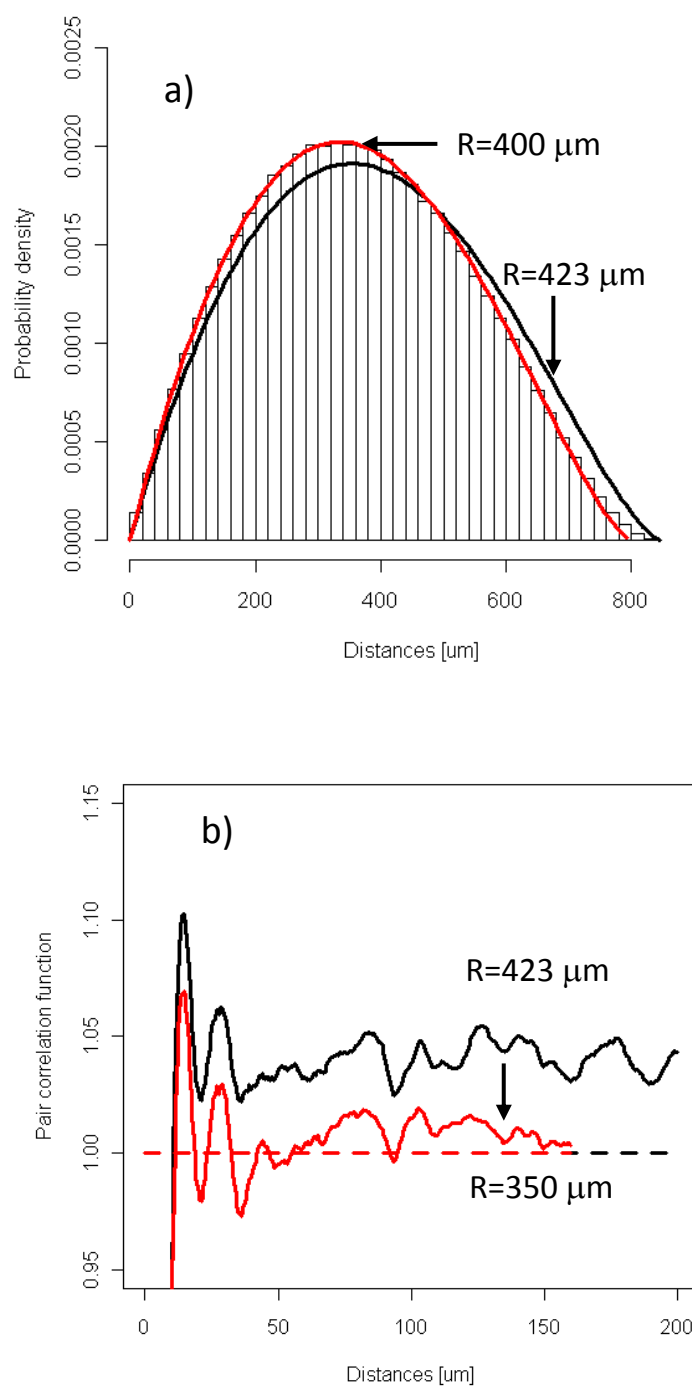 a)
R=400 μm
R=423 μm
Probability density
0.0000
0.0005
0.0010
0.0015
0.0020
0.0025
0
200
400
600
800
Distances [um]
b)
R=423 μm
R=350 μm
Pair correlation function
0.95
1.00
1.05
1.10
1.15
0
50
100
150
200
Distances [um]